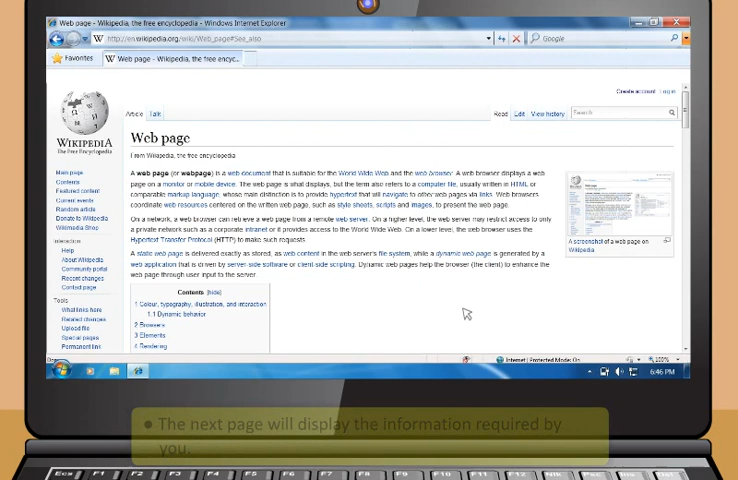 Web page - Wikipedia, the free encyclopedia - Windows Internet Explorer
http://en.wikipedia.org/wiki/Web_page#See_also
Google
Favorites
Web page - Wikipedia, the free encyc...
Create account Log in
Article Talk
Read Edit View history
Search
WIKIPEDIA
The Free Encyclopedia
Main page
Contents
Featured content
Current events
Random article
Donate to Wikipedia
Wikimedia Shop
Interaction
Help
About Wikipedia
Community portal
Recent changes
Contact page
Tools
What links here
Related changes
Upload file
Special pages
Permanent link
Web page
From Wikipedia, the free encyclopedia
A web page (or webpage) is a web document that is suitable for the World Wide Web and the web browser. A web browser displays a web
page on a monitor or mobile device. The web page is what displays, but the term also refers to a computer file, usually written in HTML or
comparable markup language, whose main distinction is to provide hypertext that will navigate to other web pages via links. Web browsers
coordinate web resources centered on the written web page, such as style sheets, scripts and images, to present the web page.
On a network, a web browser can retrieve a web page from a remote web server. On a higher level, the web server may restrict access to only
a private network such as a corporate intranet or it provides access to the World Wide Web. On a lower level, the web browser uses the
Hypertext Transfer Protocol (HTTP) to make such requests
A static web page is delivered exactly as stored, as web content in the web server's file system, while a dynamic web page is generated by a
web application that is driven by server-side software or client-side scripting. Dynamic web pages help the browser (the client) to enhance the
web page through user input to the server
A screenshot of a web page on
Wikipedia
Contents [hide]
1 Colour, typography, illustration, and interaction
1.1 Dynamic behavior
2 Browsers
3 Elements
4 Rendering
Internet | Protected Mode: On
100%
6:46 PM
● The next page will display the information required by
you.
Esc F1 F2 F3 F4 F5 F6 F7 F8 F9 F10 F11 F12